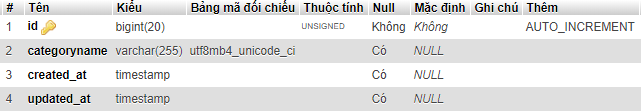 # Tên Kiểu Bảng mã đối chiếu Thuộc tính Null Mặc định Ghi chú Thêm
1 id bigint(20) UNSIGNED Không Không AUTO_INCREMENT
2 categoryname varchar(255) utf8mb4_unicode_ci Có NULL
3 created_at timestamp Có NULL
4 updated_at timestamp Có NULL